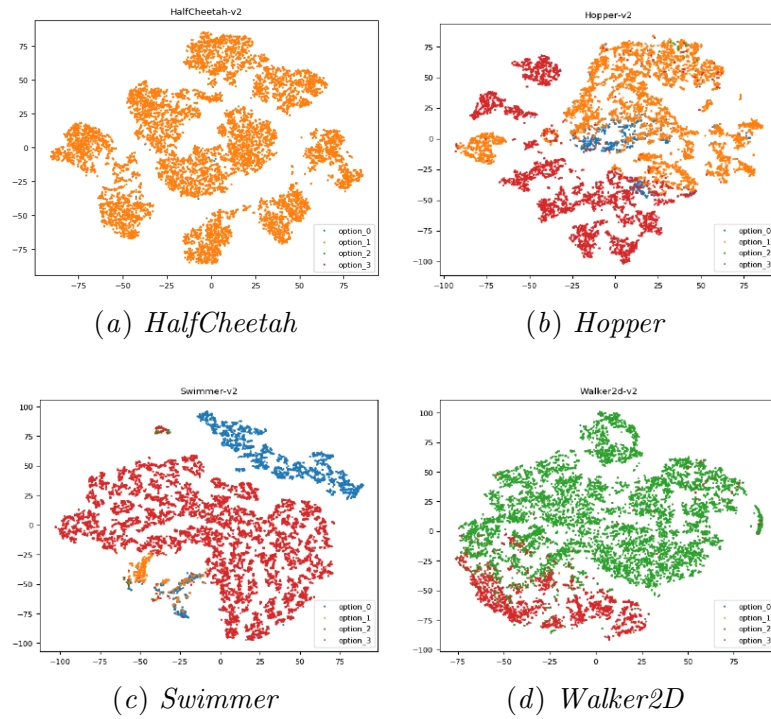 HalfCheetah-v2
75
50
25
0
−25
−50
−75
−75
−50
−25
0
25
50
75
option_0
option_1
option_2
option_3
(a) HalfCheetah
Hopper-v2
75
50
25
0
−25
−50
−75
−100
−100
−75
−50
−25
0
25
50
75
option_0
option_1
option_2
option_3
(b) Hopper
Swimmer-v2
100
75
50
25
0
−25
−50
−75
−100
−100
−75
−50
−25
0
25
50
75
option_0
option_1
option_2
option_3
(c) Swimmer
Walker2d-v2
100
75
50
25
0
−25
−50
−75
−100
−75
−50
−25
0
25
50
75
option_0
option_1
option_2
option_3
(d) Walker2D